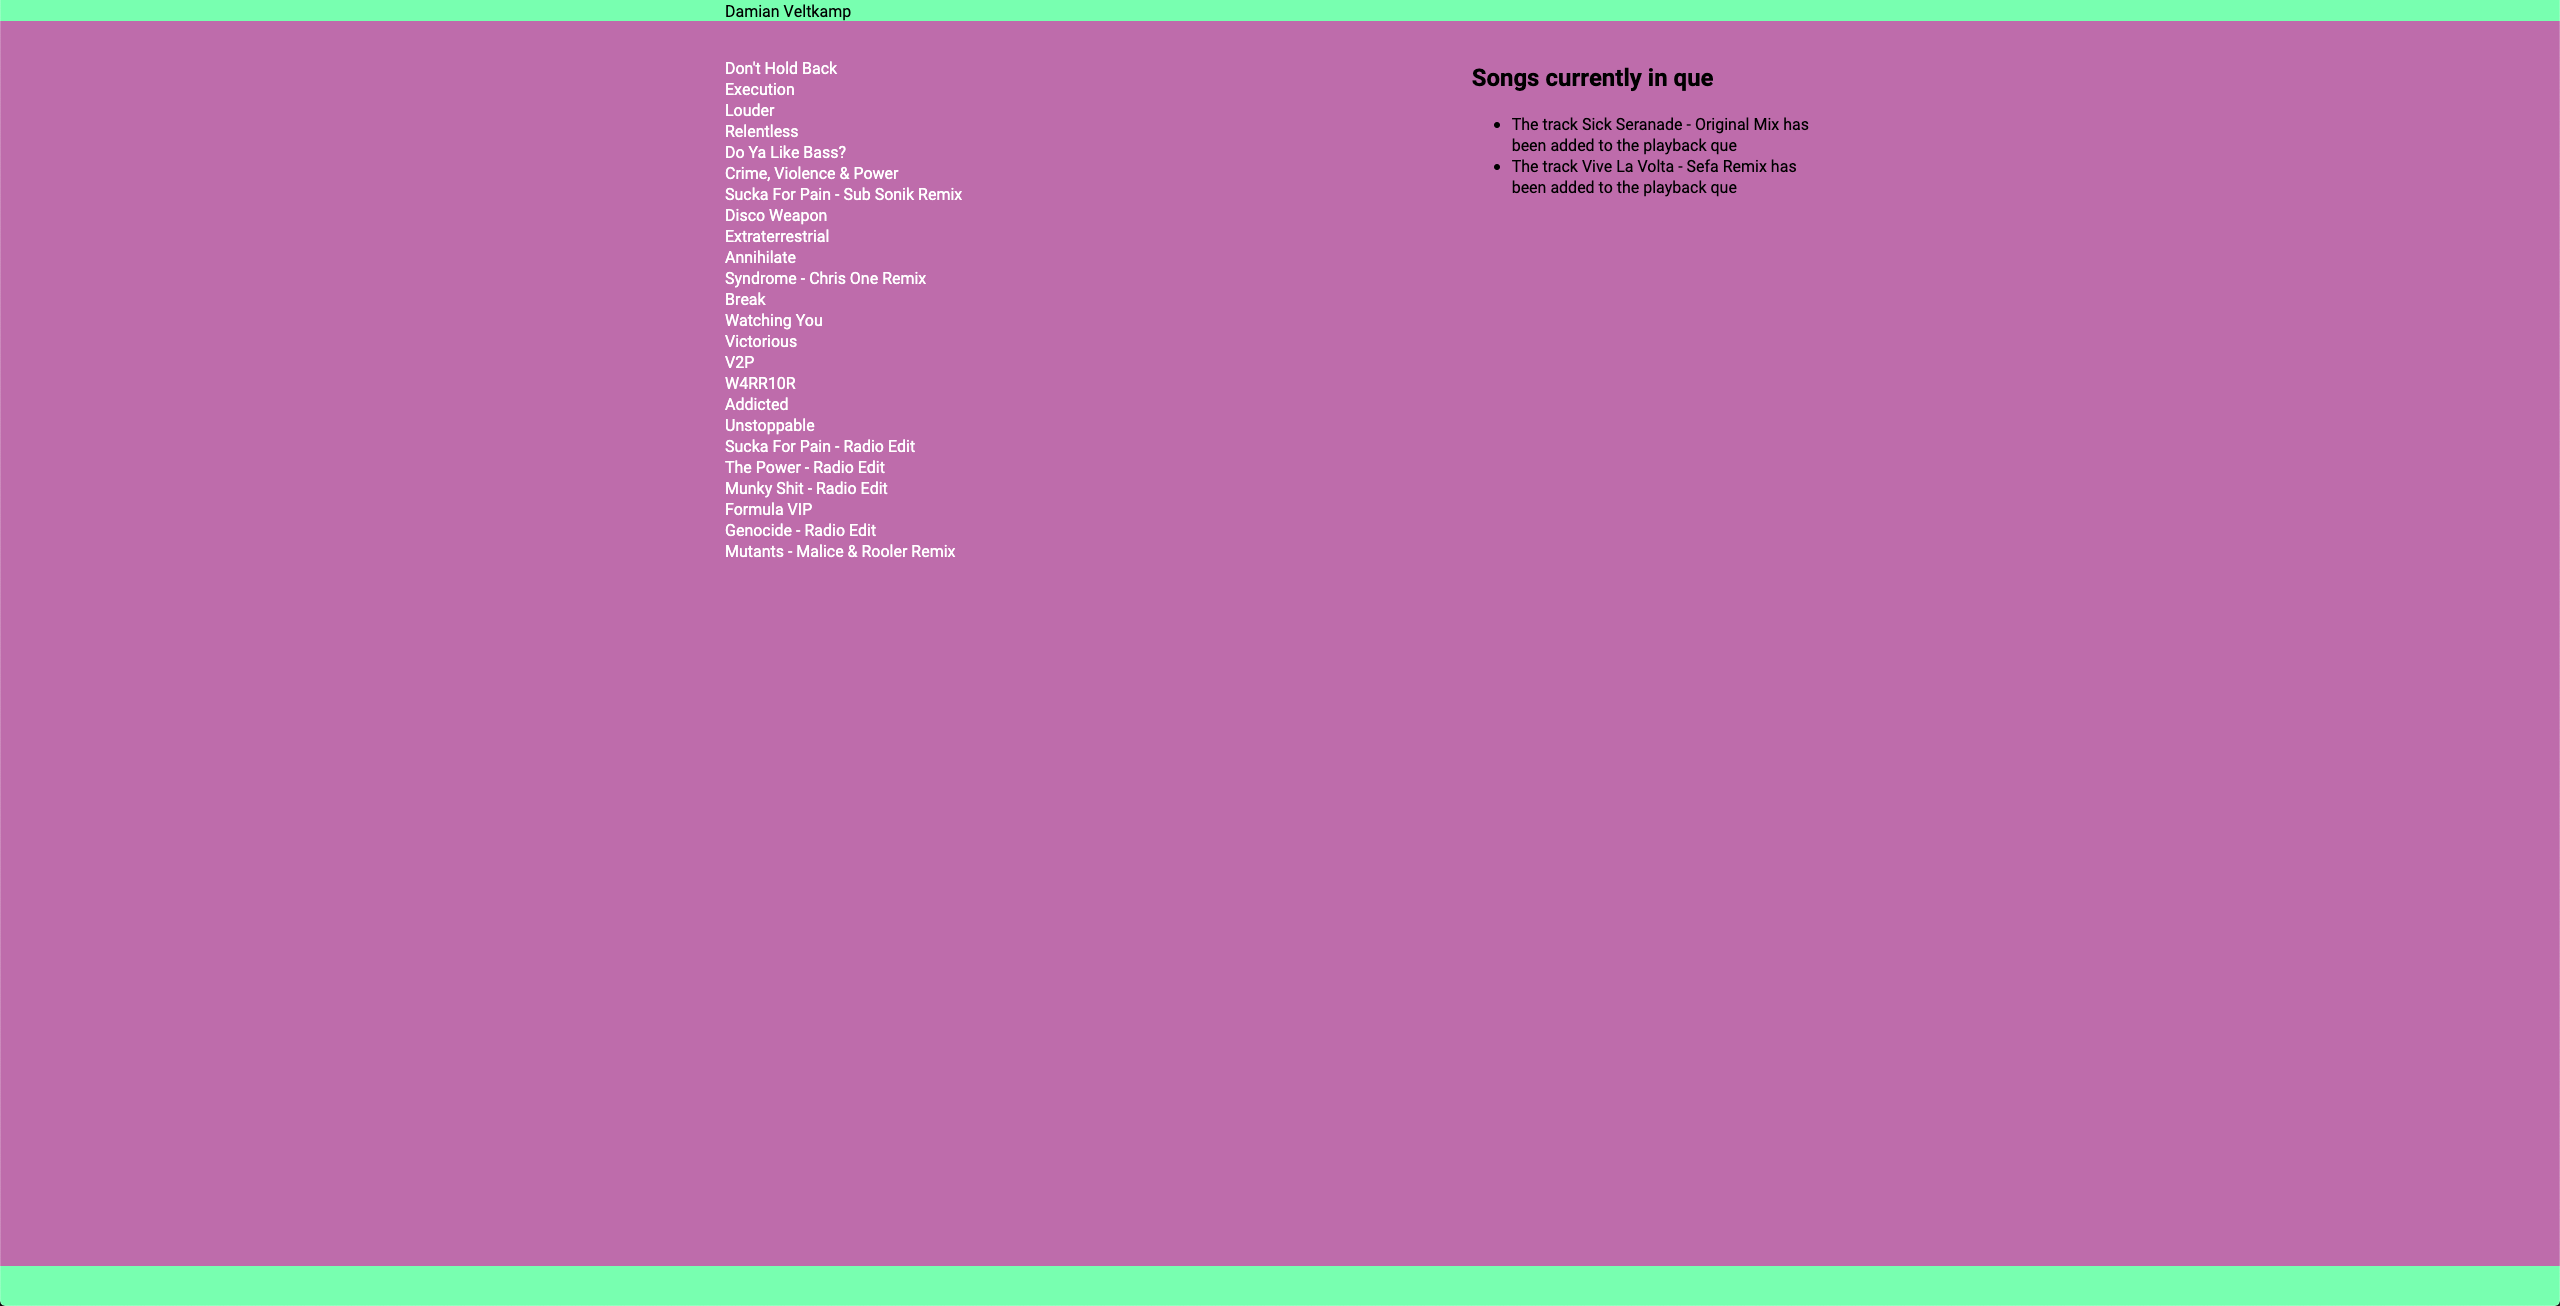 Damian Veltkamp
Don't Hold Back
Execution
Louder
Relentless
Do Ya Like Bass?
Crime, Violence & Power
Sucka For Pain - Sub Sonik Remix
Disco Weapon
Extraterrestrial
Annihilate
Syndrome - Chris One Remix
Break
Watching You
Victorious
V2P
W4RR10R
Addicted
Unstoppable
Sucka For Pain - Radio Edit
The Power - Radio Edit
Munky Shit - Radio Edit
Formula VIP
Genocide - Radio Edit
Mutants - Malice & Rooler Remix
Songs currently in que
The track Sick Seranade - Original Mix has
been added to the playback que
The track Vive La Volta - Sefa Remix has
been added to the playback que